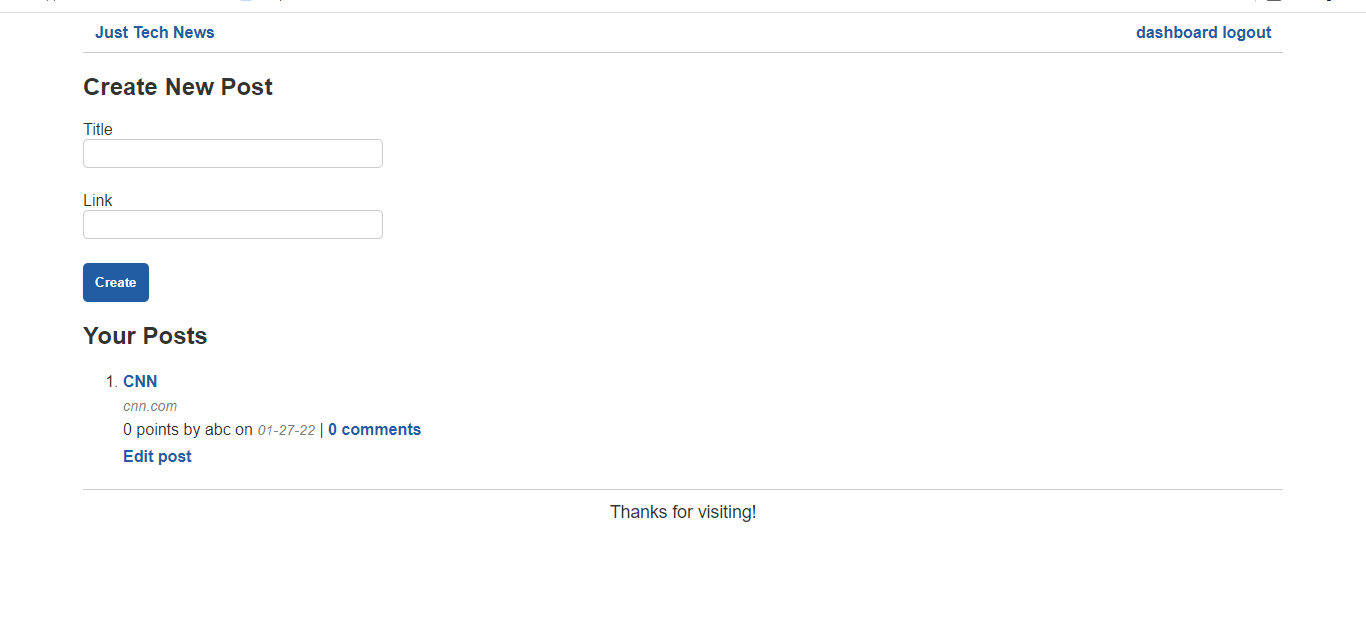 Just Tech News dashboard logout
Create New Post
Title
Link
Create
Your Posts
1. CNN
cnn.com
0 points by abc on 01-27-22 | 0 comments
Edit post
Thanks for visiting!